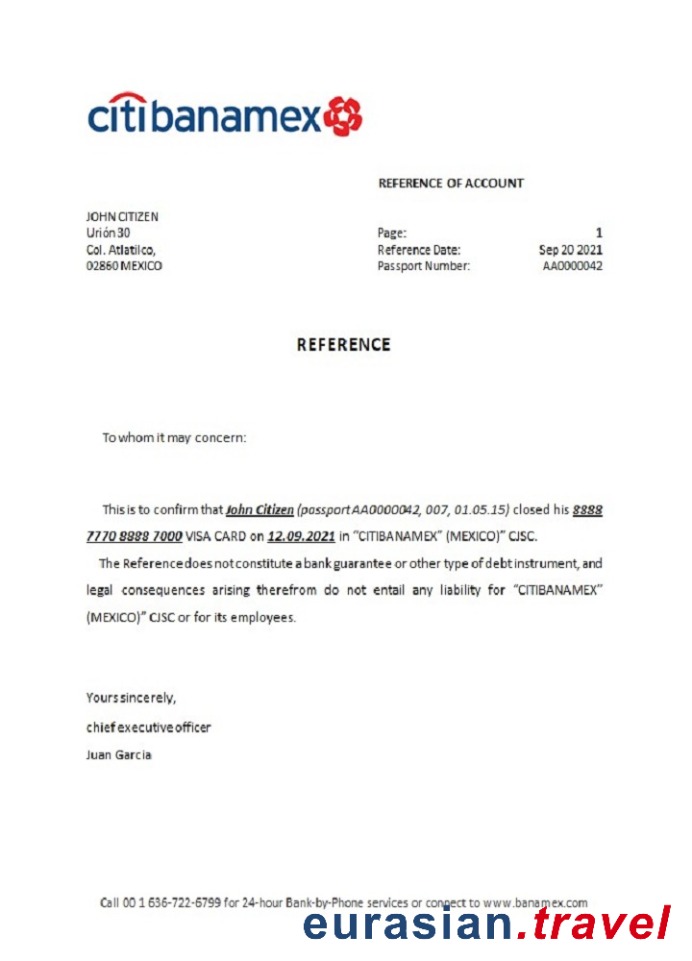 citibanamex
REFERENCE OF ACCOUNT
JOHN CITIZEN
Urión 30
Col. Atlatilco,
02860 MEXICO
Page: 1
Reference Date: Sep 20 2021
Passport Number: AA0000042
REFERENCE
To whom it may concern:
This is to confirm that John Citizen (passport AA0000042, 007, 01.05.15) closed his 8888
7770 8888 7000 VISA CARD on 12.09.2021 in “CITIBANAMEX” (MEXICO)” CJSC.
The Reference does not constitute a bank guarantee or other type of debt instrument, and
legal consequences arising therefrom do not entail any liability for “CITIBANAMEX”
(MEXICO)” CJSC or for its employees.
Yours sincerely,
chief executive officer
Juan Garcia
Call 00 1 636-722-6799 for 24-hour Bank-by-Phone services or connect to www.banamex.com
eurasian.travel